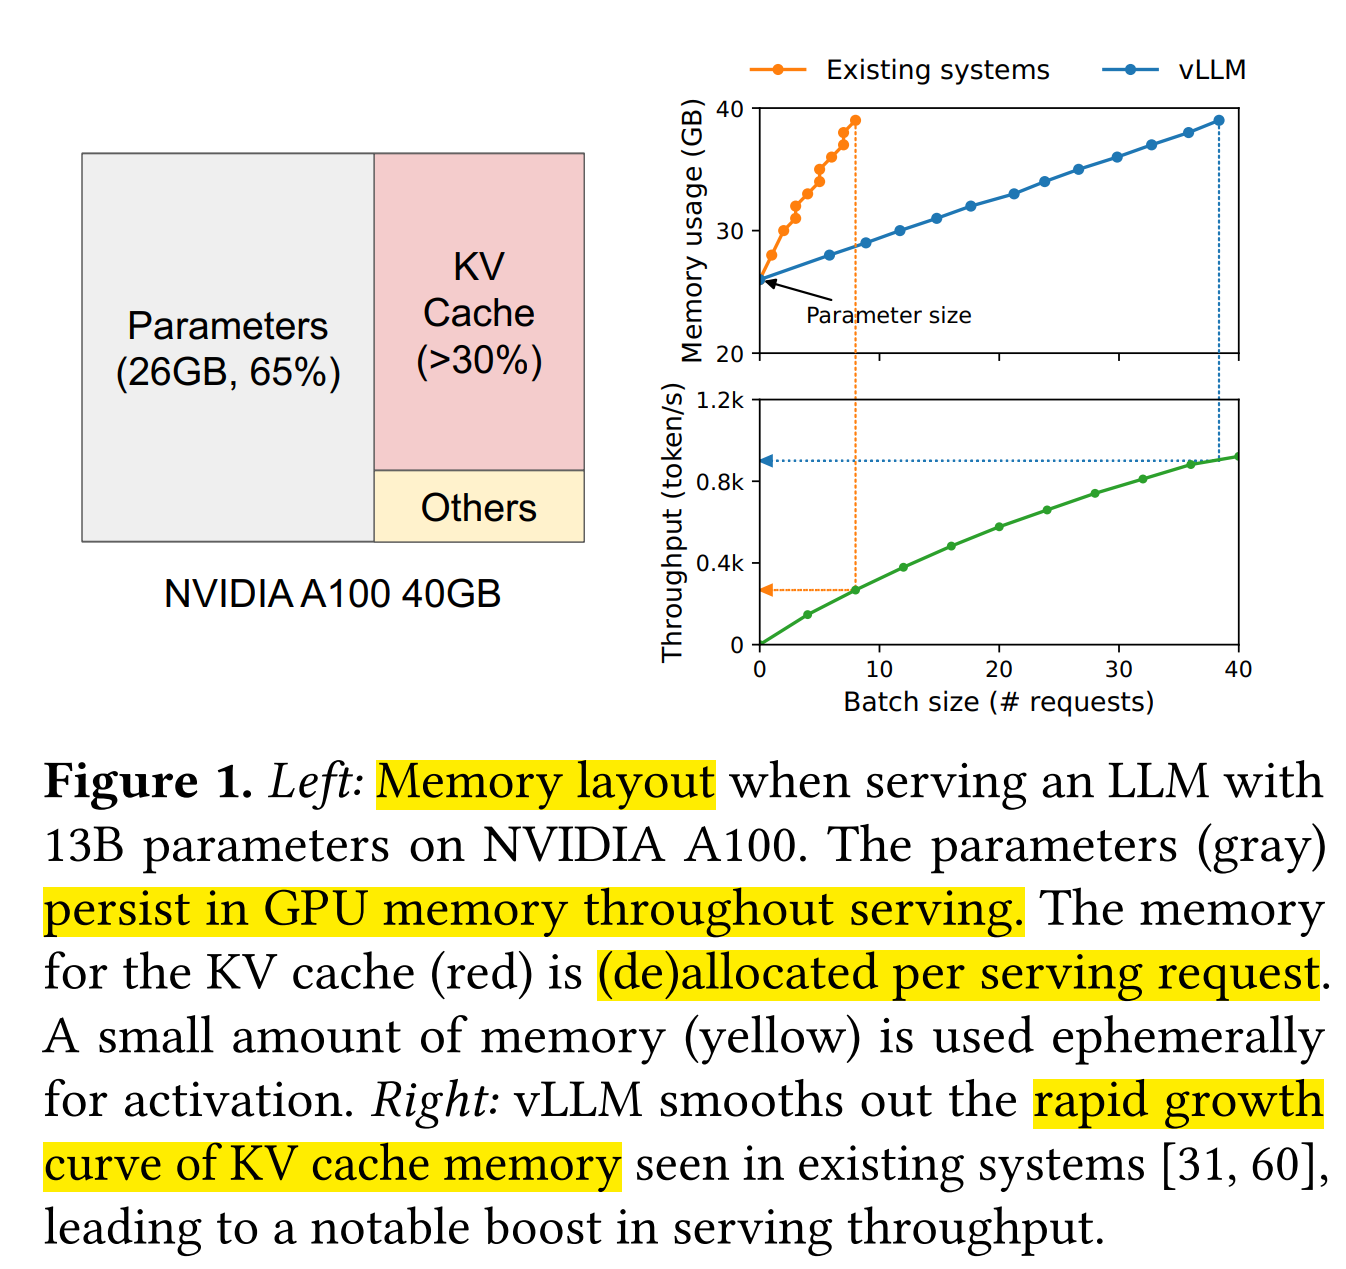 Existing systems
vLLM
Parameters
(26GB, 65%)
KV
Cache
(>30%)
Others
NVIDIA A100 40GB
Memory usage (GB)
40
30
20
Parameter size
Throughput (token/s)
1.2k
0.8k
0.4k
0
0 10 20 30 40
Batch size (# requests)
Figure 1. Left: Memory layout when serving an LLM with
13B parameters on NVIDIA A100. The parameters (gray)
persist in GPU memory throughout serving. The memory
for the KV cache (red) is (de)allocated per serving request.
A small amount of memory (yellow) is used ephemerally
for activation. Right: vLLM smooths out the rapid growth
curve of KV cache memory seen in existing systems [31, 60],
leading to a notable boost in serving throughput.